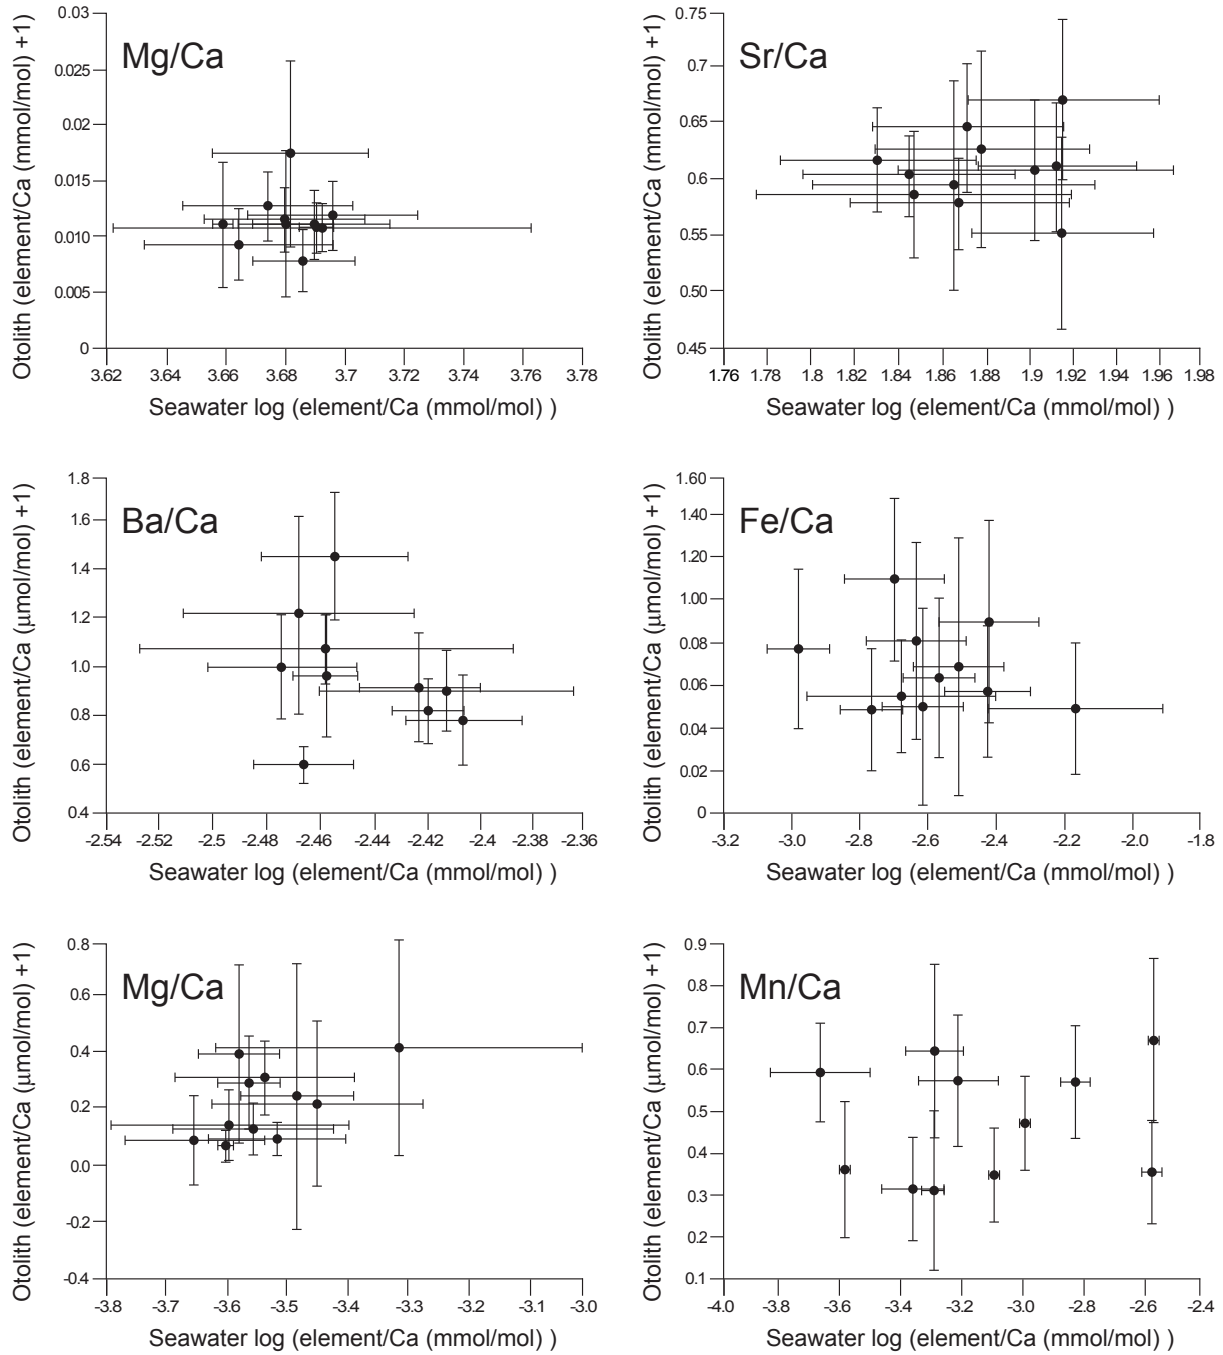 Otolith (element/Ca (mmol/mol) +1)
0.03
0.025
0.02
0.015
0.010
0.005
0
Mg/Ca
3.62 3.64 3.66 3.68 3.7 3.72 3.74 3.76 3.78
Seawater log (element/Ca (mmol/mol) )
Otolith (element/Ca (mmol/mol) +1)
0.75
0.7
0.65
0.6
0.55
0.50
0.45
Sr/Ca
1.76 1.78 1.8 1.82 1.84 1.86 1.88 1.9 1.92 1.94 1.96 1.98
Seawater log (element/Ca (mmol/mol) )
Otolith (element/Ca (μmol/mol) +1)
1.8
1.6
1.4
1.2
1.0
0.8
0.6
0.4
Ba/Ca
-2.54 -2.52 -2.5 -2.48 -2.46 -2.44 -2.42 -2.4 -2.38 -2.36
Seawater log (element/Ca (mmol/mol) )
Otolith (element/Ca (μmol/mol) +1)
1.60
1.40
1.20
1.00
0.08
0.06
0.04
0.02
0
Fe/Ca
-3.2 -3.0 -2.8 -2.6 -2.4 -2.2 -2.0 -1.8
Seawater log (element/Ca (mmol/mol) )
Otolith (element/Ca (μmol/mol) +1)
0.8
0.6
0.4
0.2
0.0
-0.2
-0.4
Mg/Ca
-3.8 -3.7 -3.6 -3.5 -3.4 -3.3 -3.2 -3.1 -3.0
Seawater log (element/Ca (mmol/mol) )
Otolith (element/Ca (μmol/mol) +1)
0.9
0.8
0.7
0.6
0.5
0.4
0.3
0.2
0.1
Mn/Ca
-4.0 -3.8 -3.6 -3.4 -3.2 -3.0 -2.8 -2.6 -2.4
Seawater log (element/Ca (mmol/mol) )